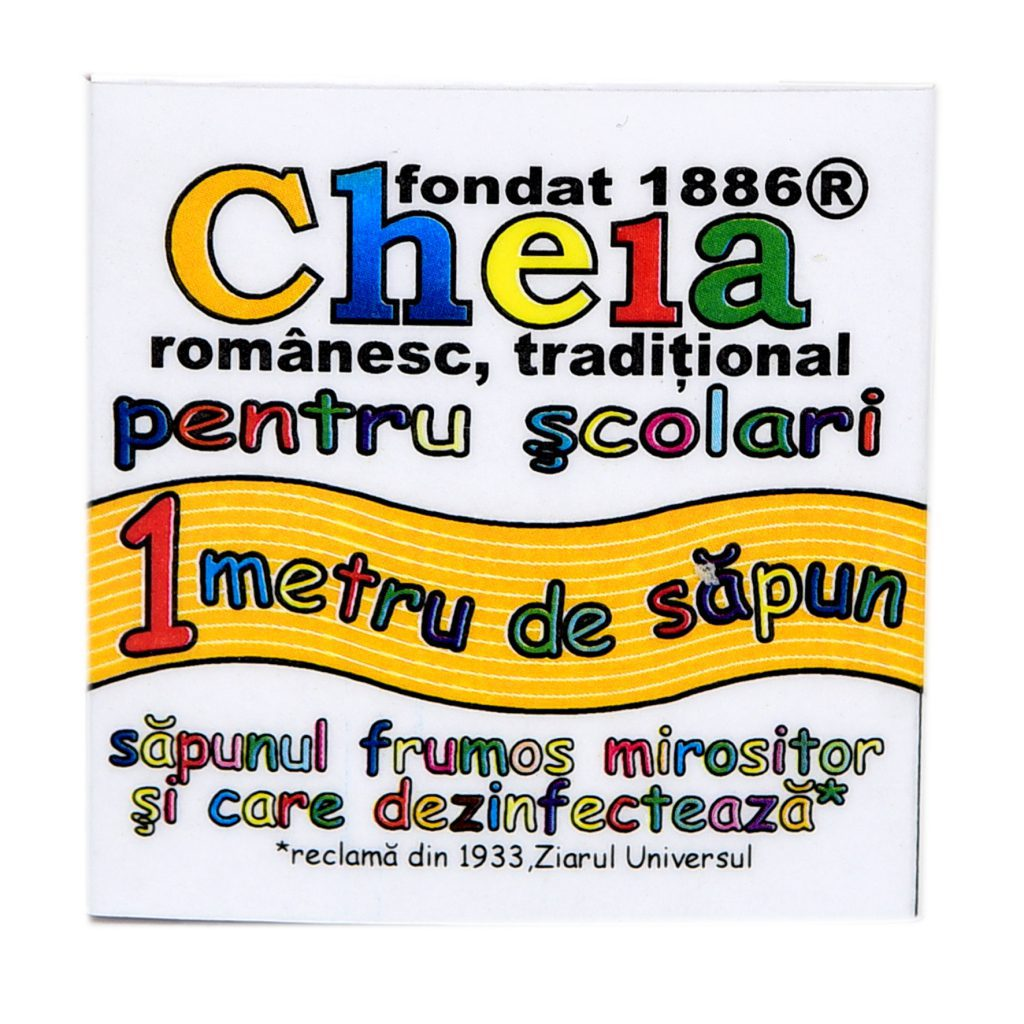 fondat 1886®
Cheia
românesc, tradițional
pentru şcolari
1 metru de săpun
săpunul frumos mirositor
şi care dezinfectează*
*reclamă din 1933,Ziarul Universul